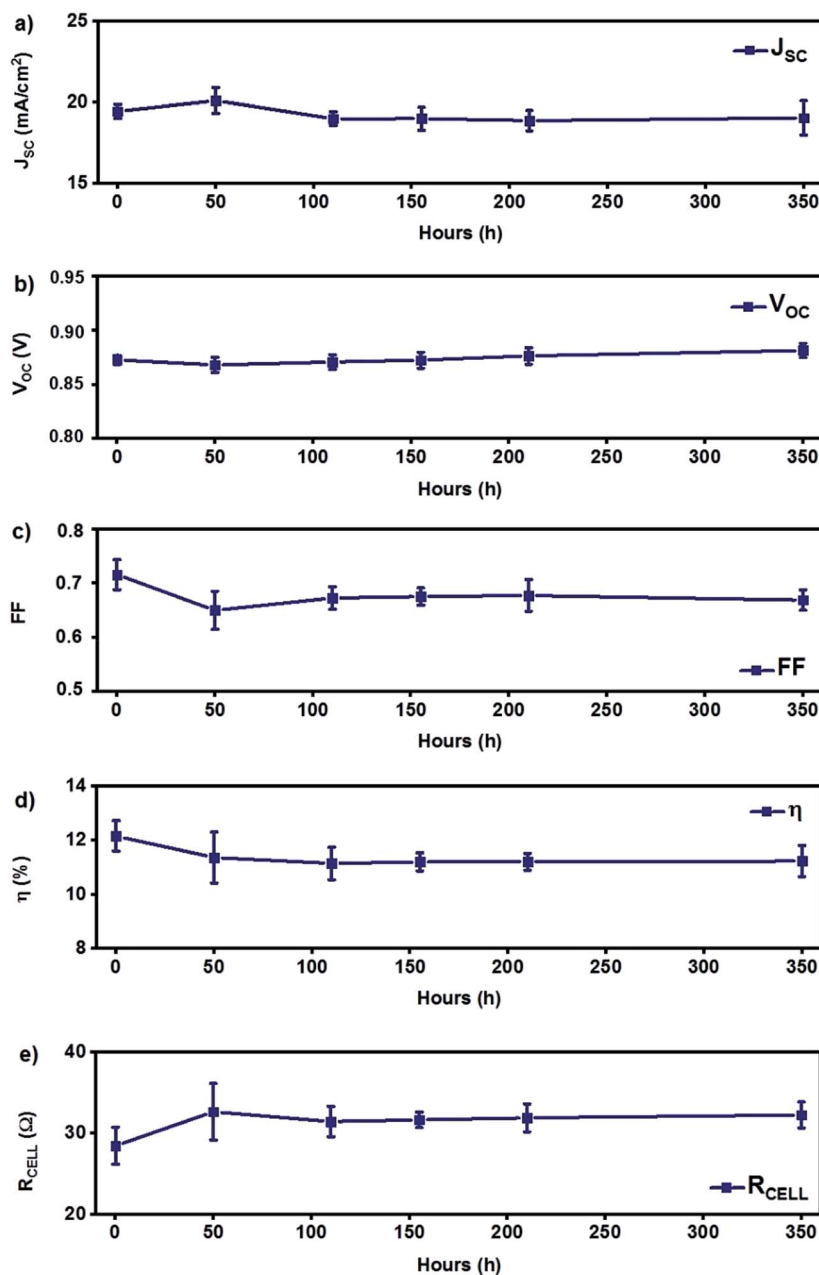 a)
25
20
15
J_SC (mA/cm²)
J_SC
0 50 100 150 200 250 300 350
Hours (h)
b)
0.95
0.90
0.85
0.80
V_OC (V)
V_OC
0 50 100 150 200 250 300 350
Hours (h)
c)
0.8
0.7
0.6
0.5
FF
FF
0 50 100 150 200 250 300 350
Hours (h)
d)
14
12
10
8
η (%)
η
0 50 100 150 200 250 300 350
Hours (h)
e)
40
30
20
R_CELL (Ω)
R_CELL
0 50 100 150 200 250 300 350
Hours (h)